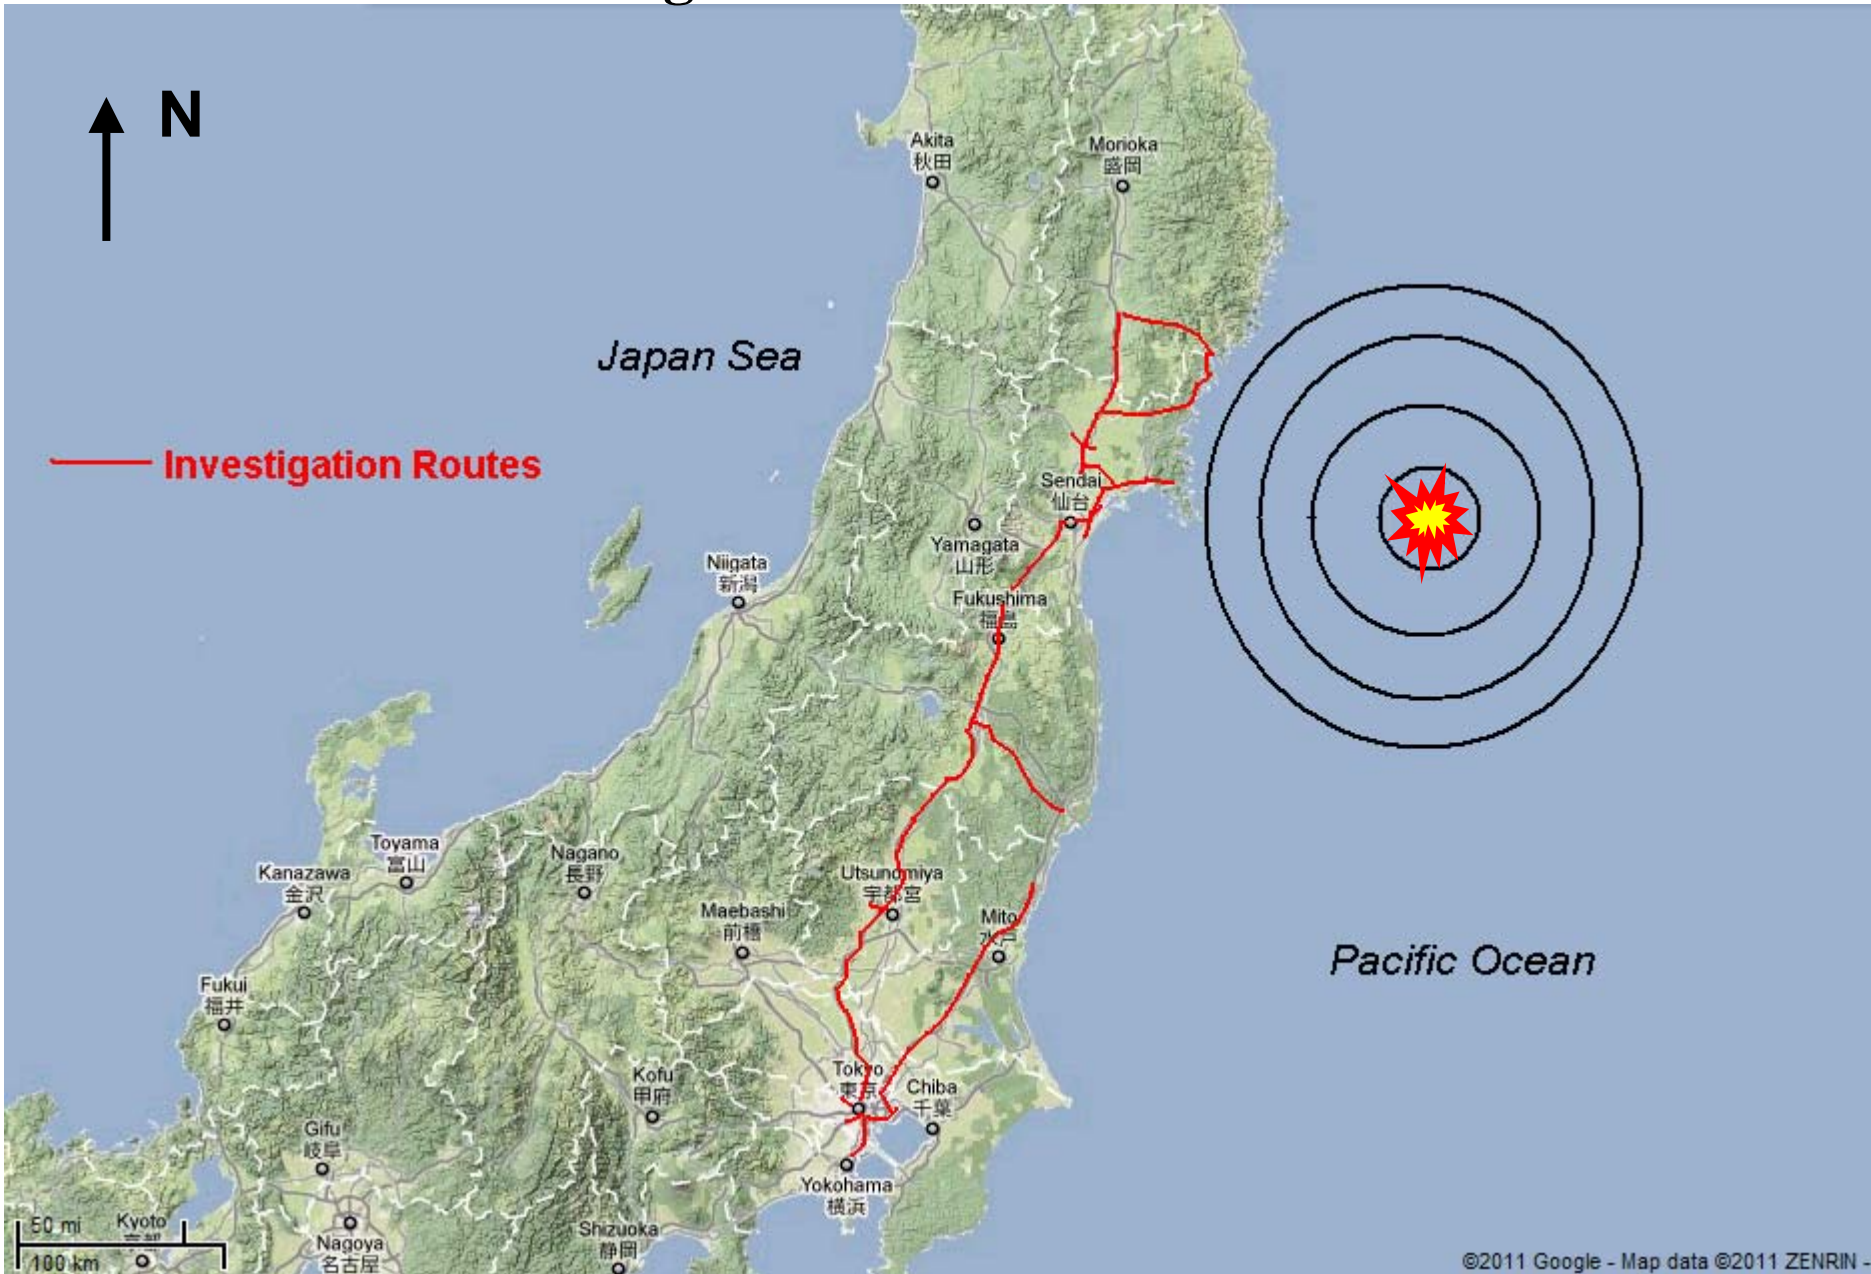 N
Akita
秋田
Morioka
盛岡
Japan Sea
Investigation Routes
Sendai
仙台
Yamagata
山形
Niigata
新潟
Fukushima
福島
Toyama
富山
Kanazawa
金沢
Nagano
長野
Utsunomiya
宇都宮
Maebashi
前橋
Mito
水戸
Pacific Ocean
Fukui
福井
Tokyo
東京
Kofu
甲府
Chiba
千葉
Gifu
岐阜
Yokohama
横浜
50 mi
Kyoto
100 km
Nagoya
名古屋
Shizuoka
静岡
©2011 Google - Map data ©2011 ZENRIN -